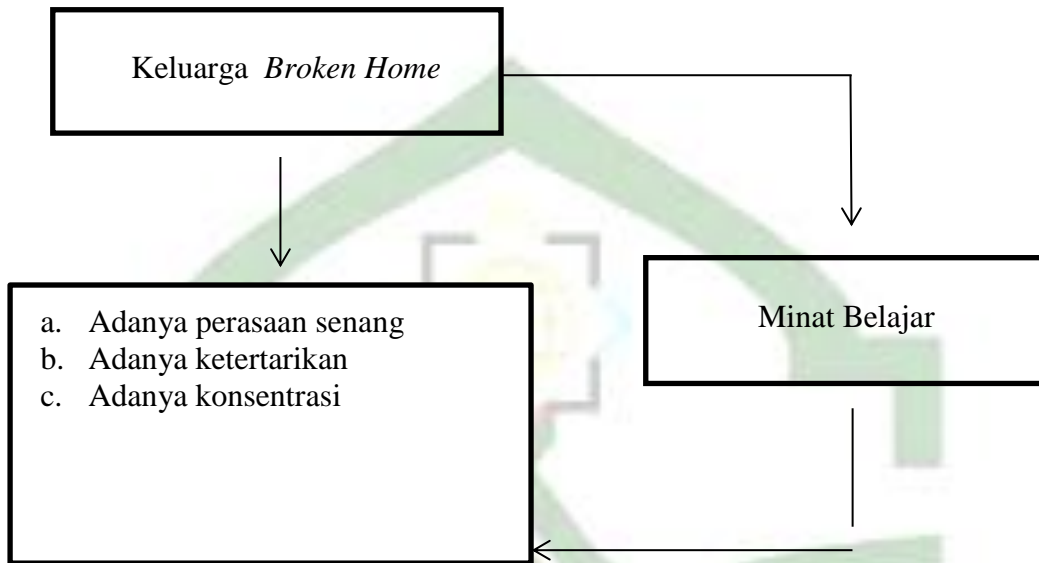 Keluarga Broken Home
Minat Belajar
a. Adanya perasaan senang
b. Adanya ketertarikan
c. Adanya konsentrasi